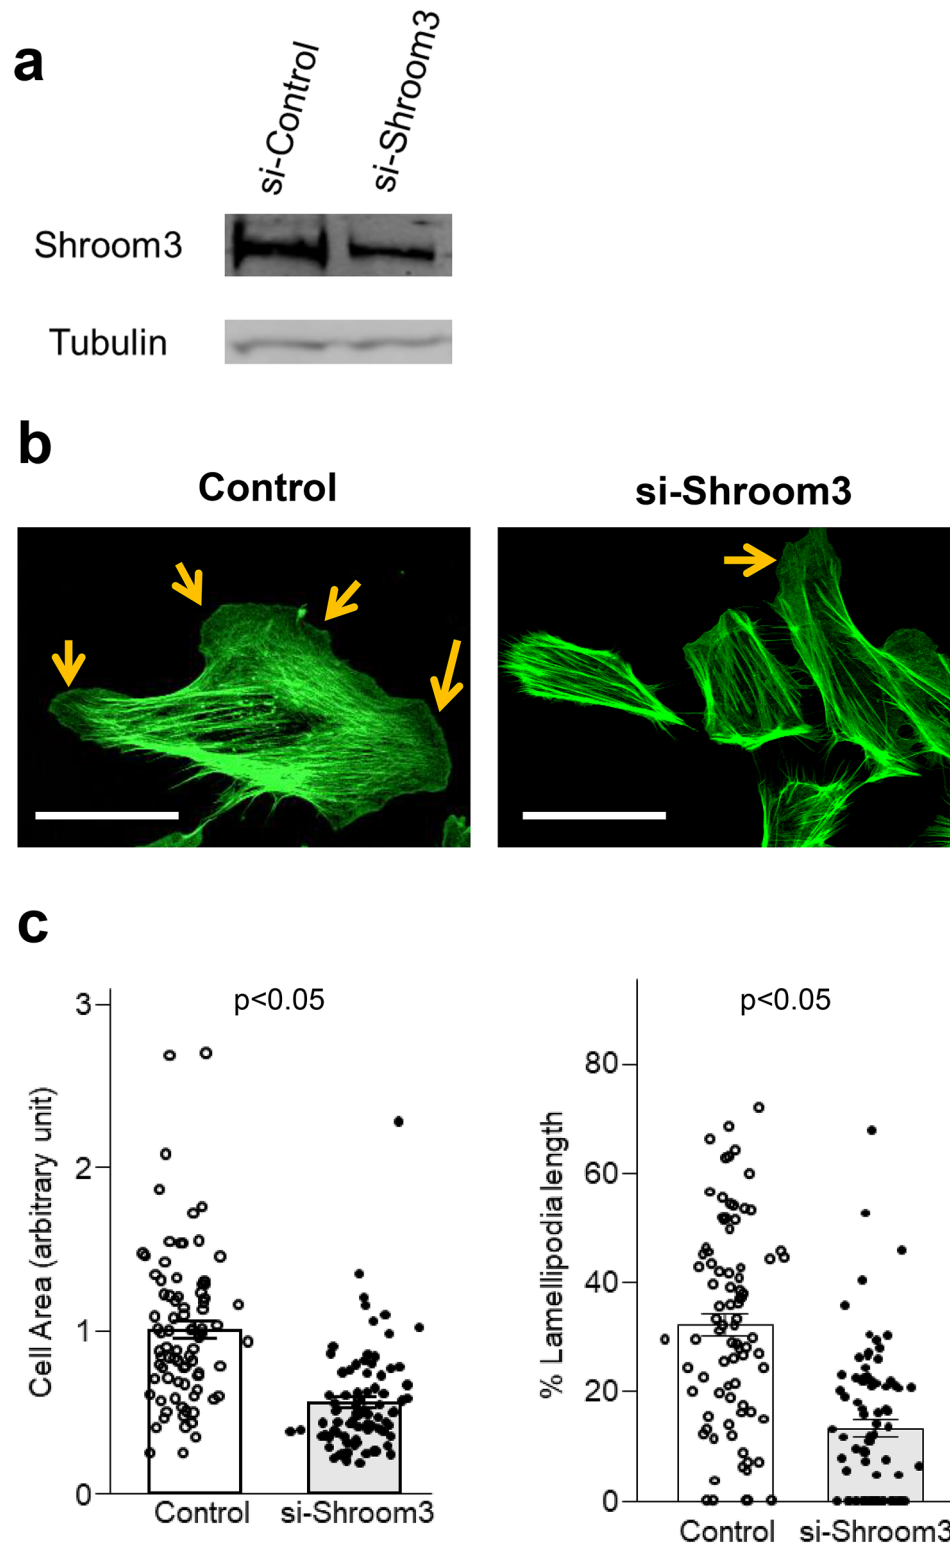 a
si-Control
si-Shroom3
Shroom3
Tubulin
b
Control
si-Shroom3
c
p<0.05
3
2
1
0
Cell Area (arbitrary unit)
Control
si-Shroom3
p<0.05
80
60
40
20
0
% Lamellipodia length
Control
si-Shroom3